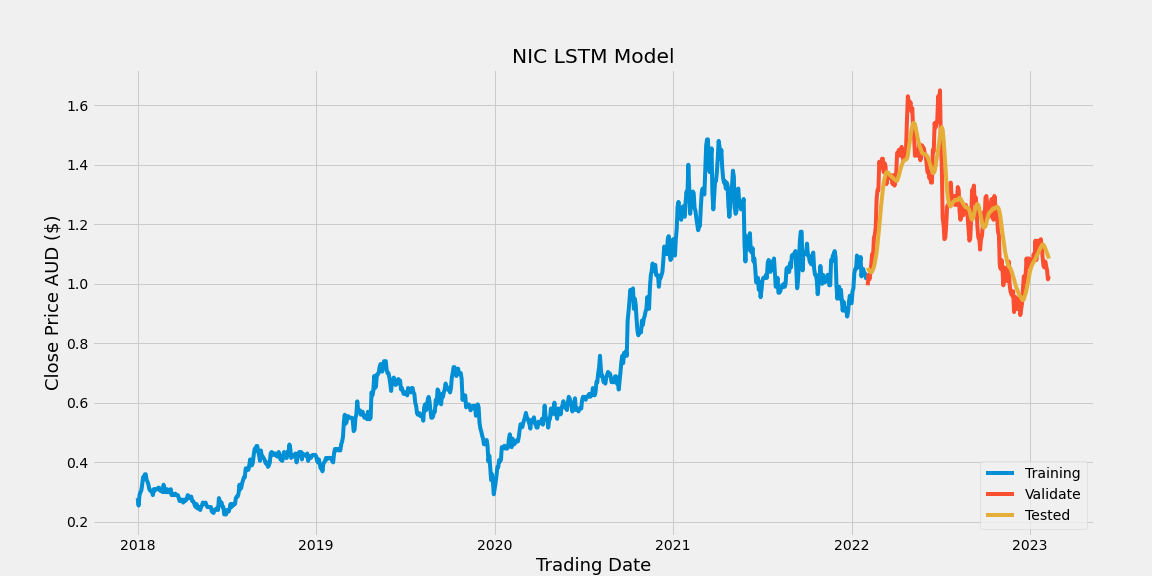 NIC LSTM Model
Close Price AUD ($)
1.6
1.4
1.2
1.0
0.8
0.6
0.4
0.2
2018 2019 2020 2021 2022 2023
Trading Date
Training
Validate
Tested